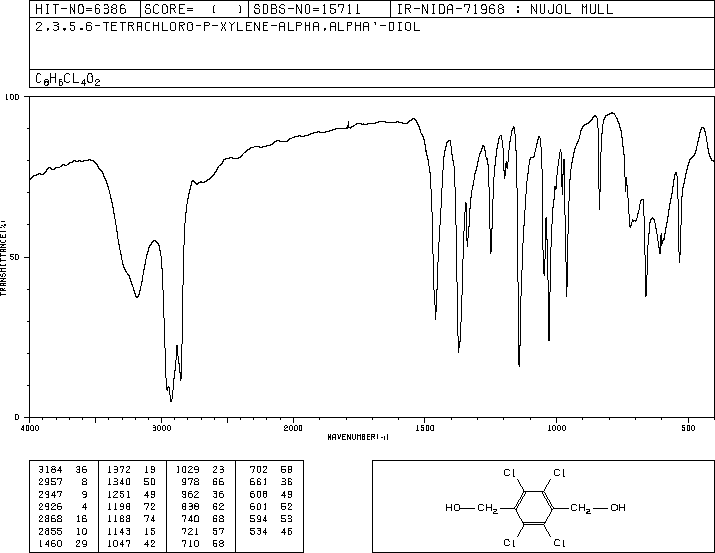 HIT-NO=6386 SCORE= ( ) SDBS-NO=15711 IR-NIDA-71968 : NUJOL MULL
2,3,5,6-TETRACHLORO-P-XYLENE-ALPHA,ALPHA'-DIOL
C8H6CL4O2
100
50
0
TRANSMITTANCE(%)
4000 3000 2000 1500 1000 500
WAVENUMBER(-1)
3184 36 1372 19 1029 23 702 58
2957 8 1340 50 978 66 661 36
2947 9 1251 49 962 36 608 49
2926 4 1198 72 838 62 601 52
2868 16 1188 74 740 68 594 53
2855 10 1143 15 721 57 534 46
1460 29 1047 42 710 58
Cl Cl
HO CH2 CH2 OH
Cl Cl